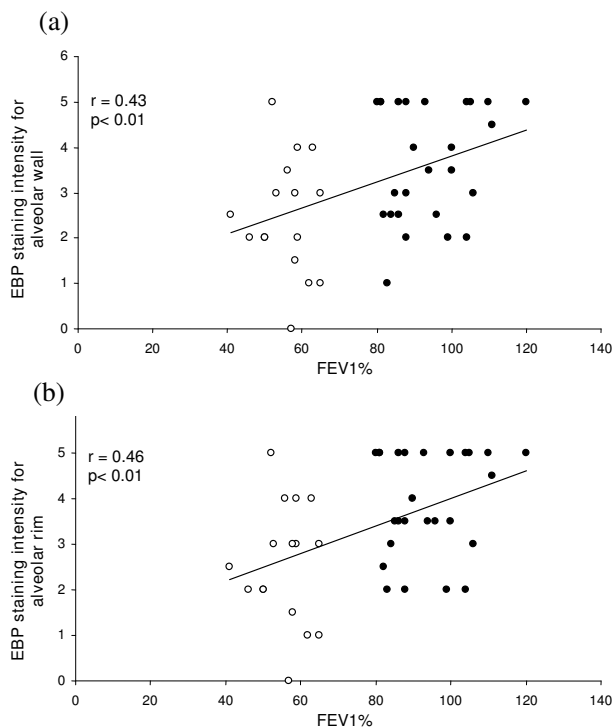 (a)
6
5
4
3
2
1
0
r = 0.43
p< 0.01
EBP staining intensity for
alveolar wall
0 20 40 60 80 100 120 140
FEV1%
(b)
5
4
3
2
1
0
r = 0.46
p< 0.01
EBP staining intensity for
alveolar rim
0 20 40 60 80 100 120 140
FEV1%